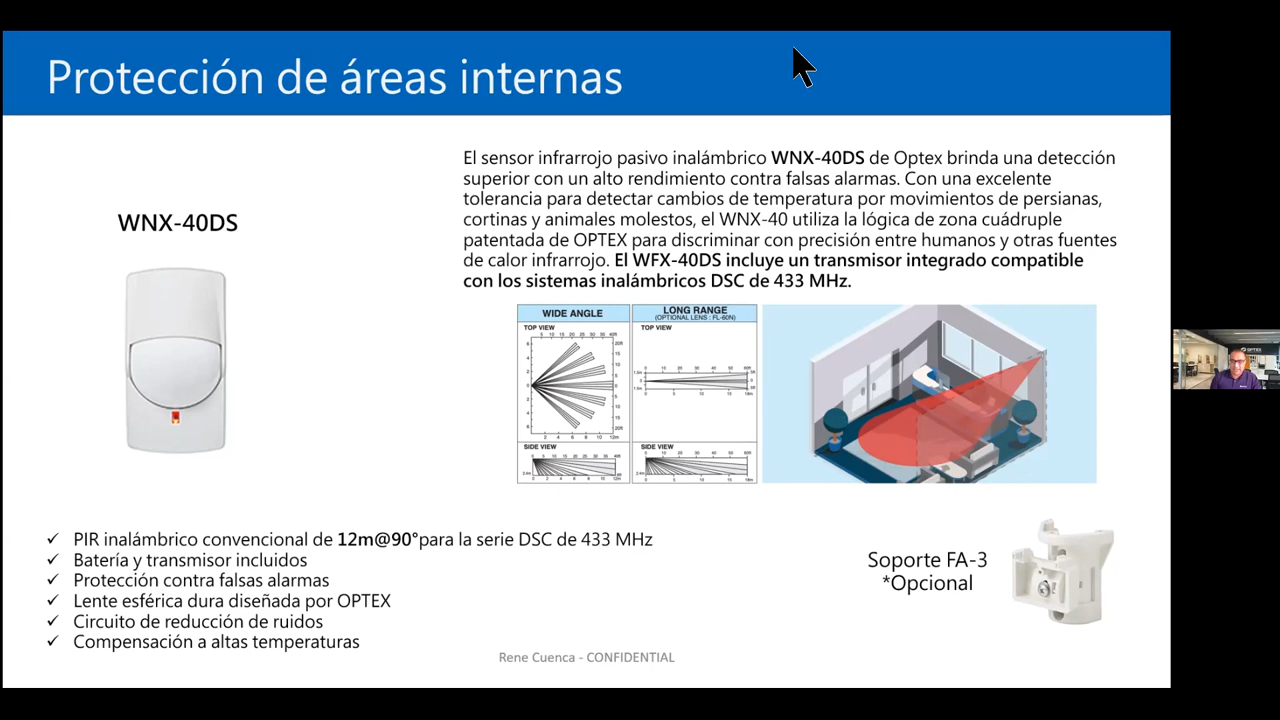 Protección de áreas internas
WNX-40DS
El sensor infrarrojo pasivo inalámbrico WNX-40DS de Optex brinda una detección
superior con un alto rendimiento contra falsas alarmas. Con una excelente
tolerancia para detectar cambios de temperatura por movimientos de persianas,
cortinas y animales molestos, el WNX-40 utiliza la lógica de zona cuádruple
patentada de OPTEX para discriminar con precisión entre humanos y otras fuentes
de calor infrarrojo. El WFX-40DS incluye un transmisor integrado compatible
con los sistemas inalámbricos DSC de 433 MHz.
WIDE ANGLE
LONG RANGE
(OPTIONAL LENS : FL-60N)
TOP VIEW
TOP VIEW
SIDE VIEW
SIDE VIEW
✓ PIR inalámbrico convencional de 12m@90°para la serie DSC de 433 MHz
✓ Batería y transmisor incluidos
✓ Protección contra falsas alarmas
✓ Lente esférica dura diseñada por OPTEX
✓ Circuito de reducción de ruidos
✓ Compensación a altas temperaturas
Soporte FA-3
*Opcional
Rene Cuenca - CONFIDENTIAL
OPTEX